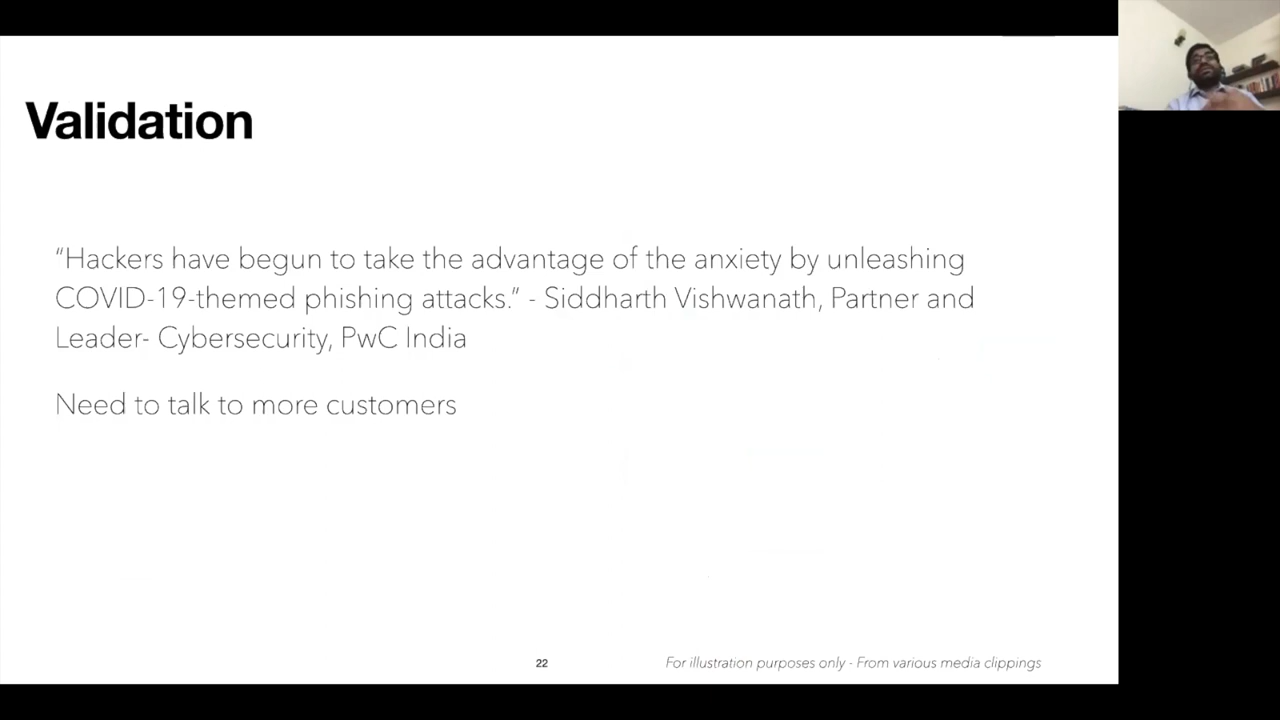 Validation
“Hackers have begun to take the advantage of the anxiety by unleashing
COVID-19-themed phishing attacks.” - Siddharth Vishwanath, Partner and
Leader- Cybersecurity, PwC India
Need to talk to more customers
22
For illustration purposes only - From various media clippings